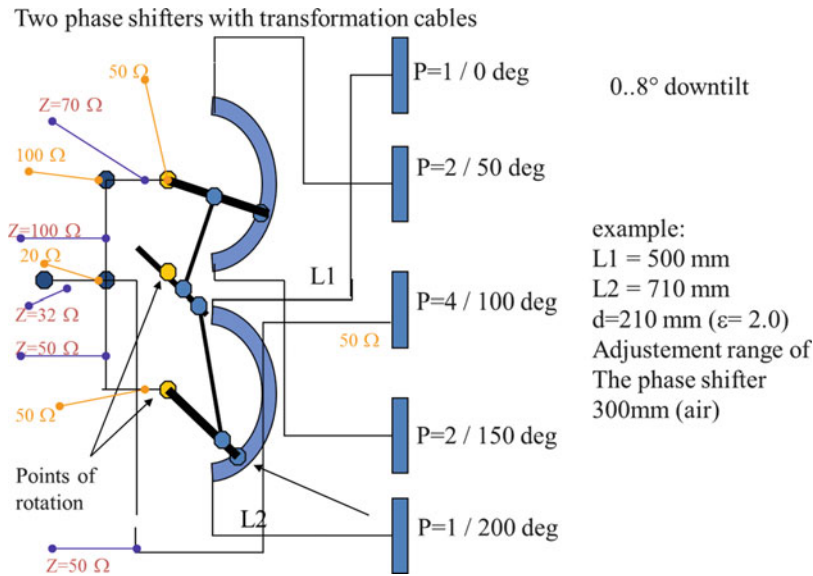 Two phase shifters with transformation cables
50 Ω
P=1 / 0 deg
0..8° downtilt
Z=70 Ω
100 Ω
P=2 / 50 deg
Z=100 Ω
20 Ω
L1
P=4 / 100 deg
50 Ω
example:
L1 = 500 mm
L2 = 710 mm
d=210 mm (ε= 2.0)
Adjustement range of
The phase shifter
300mm (air)
Z=32 Ω
Z=50 Ω
50 Ω
P=2 / 150 deg
Points of
rotation
L2
P=1 / 200 deg
Z=50 Ω